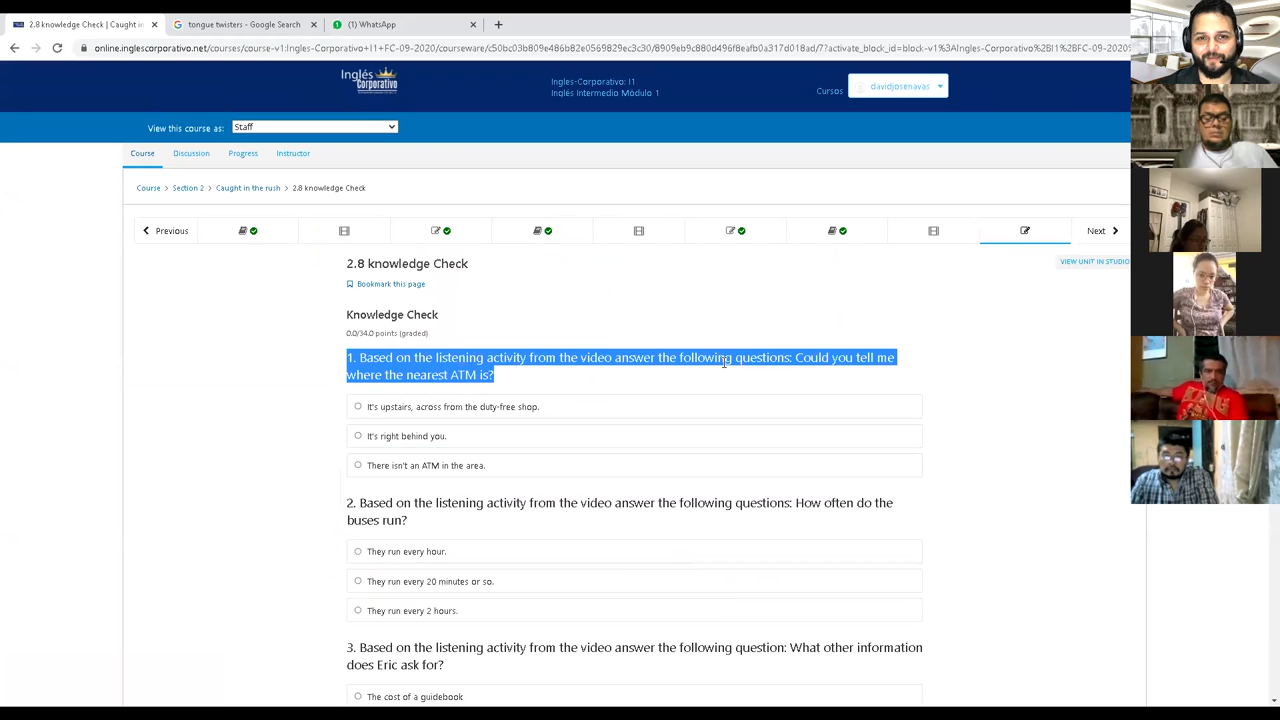 2.8 knowledge Check | Caught in
tongue twisters - Google Search
(1) WhatsApp
Inglés
Corporativo
Ingles-Corporativo: I1
Inglés Intermedio Módulo 1
Cursos
davidjosenavas
View this course as:
Staff
Course
Discussion
Progress
Instructor
Course
Section 2
Caught in the rush
2.8 knowledge Check
Previous
Next
2.8 knowledge Check
VIEW UNIT IN STUDIO
Bookmark this page
Knowledge Check
0.0/34.0 points (graded)
1. Based on the listening activity from the video answer the following questions: Could you tell me
where the nearest ATM is?
It's upstairs, across from the duty-free shop.
It's right behind you.
There isn't an ATM in the area.
2. Based on the listening activity from the video answer the following questions: How often do the
buses run?
They run every hour.
They run every 20 minutes or so.
They run every 2 hours.
3. Based on the listening activity from the video answer the following question: What other information
does Eric ask for?
The cost of a guidebook